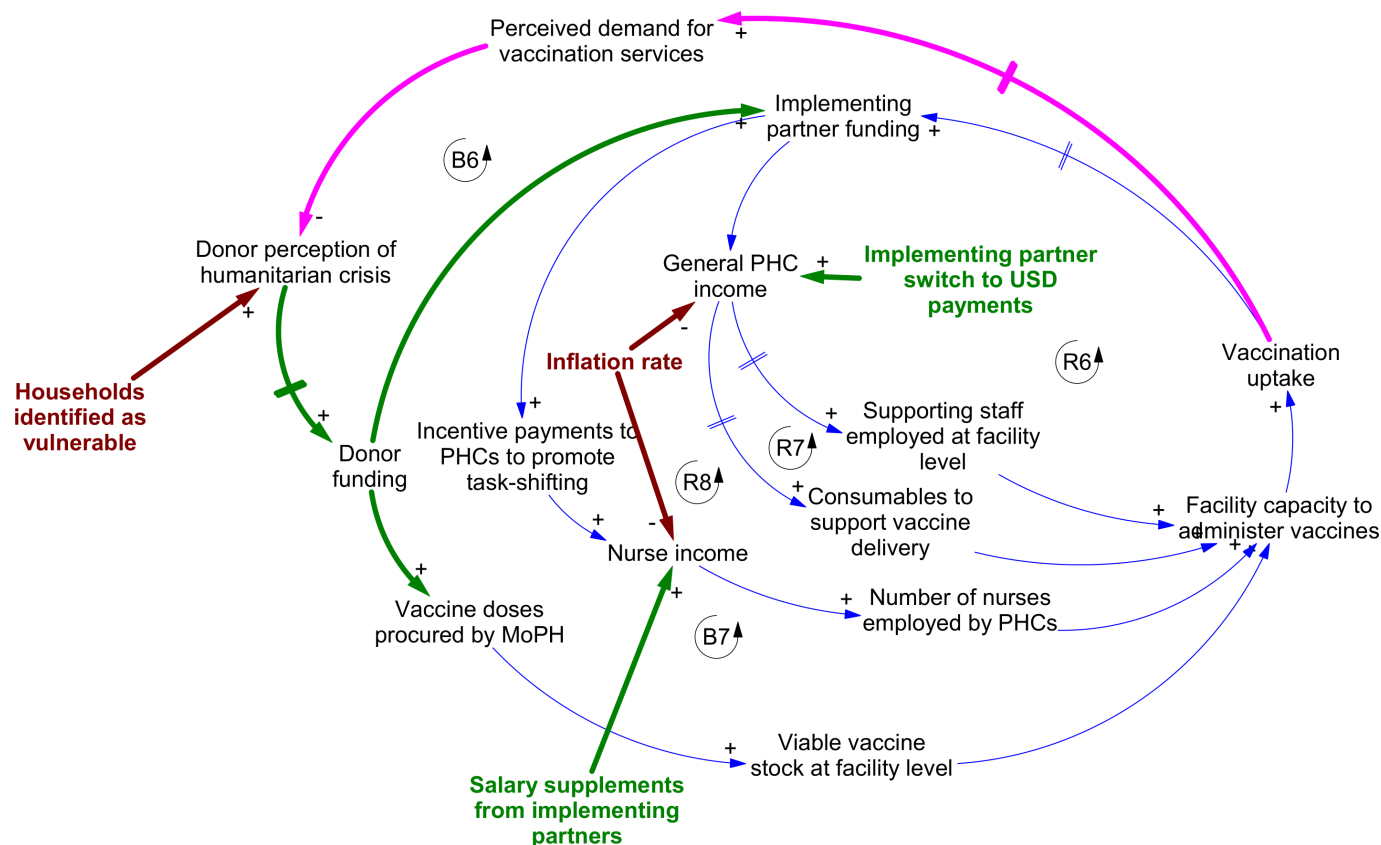 Perceived demand for
vaccination services
+
Implementing
partner funding
+
+
B6
-
Donor perception of
humanitarian crisis
+
General PHC
income
+
-
Implementing partner
switch to USD
payments
Inflation rate
R6
Vaccination
uptake
+
Households
identified as
vulnerable
+
Donor
funding
+
Incentive payments to
PHCs to promote
task-shifting
+
Supporting staff
employed at facility
level
R7
R8
+
Consumables to
support vaccine
delivery
+
Facility capacity to
administer vaccines
+
+
+
+
-
Nurse income
+
+
Vaccine doses
procured by MoPH
+
Number of nurses
employed by PHCs
B7
+
Viable vaccine
stock at facility level
Salary supplements
from implementing
partners